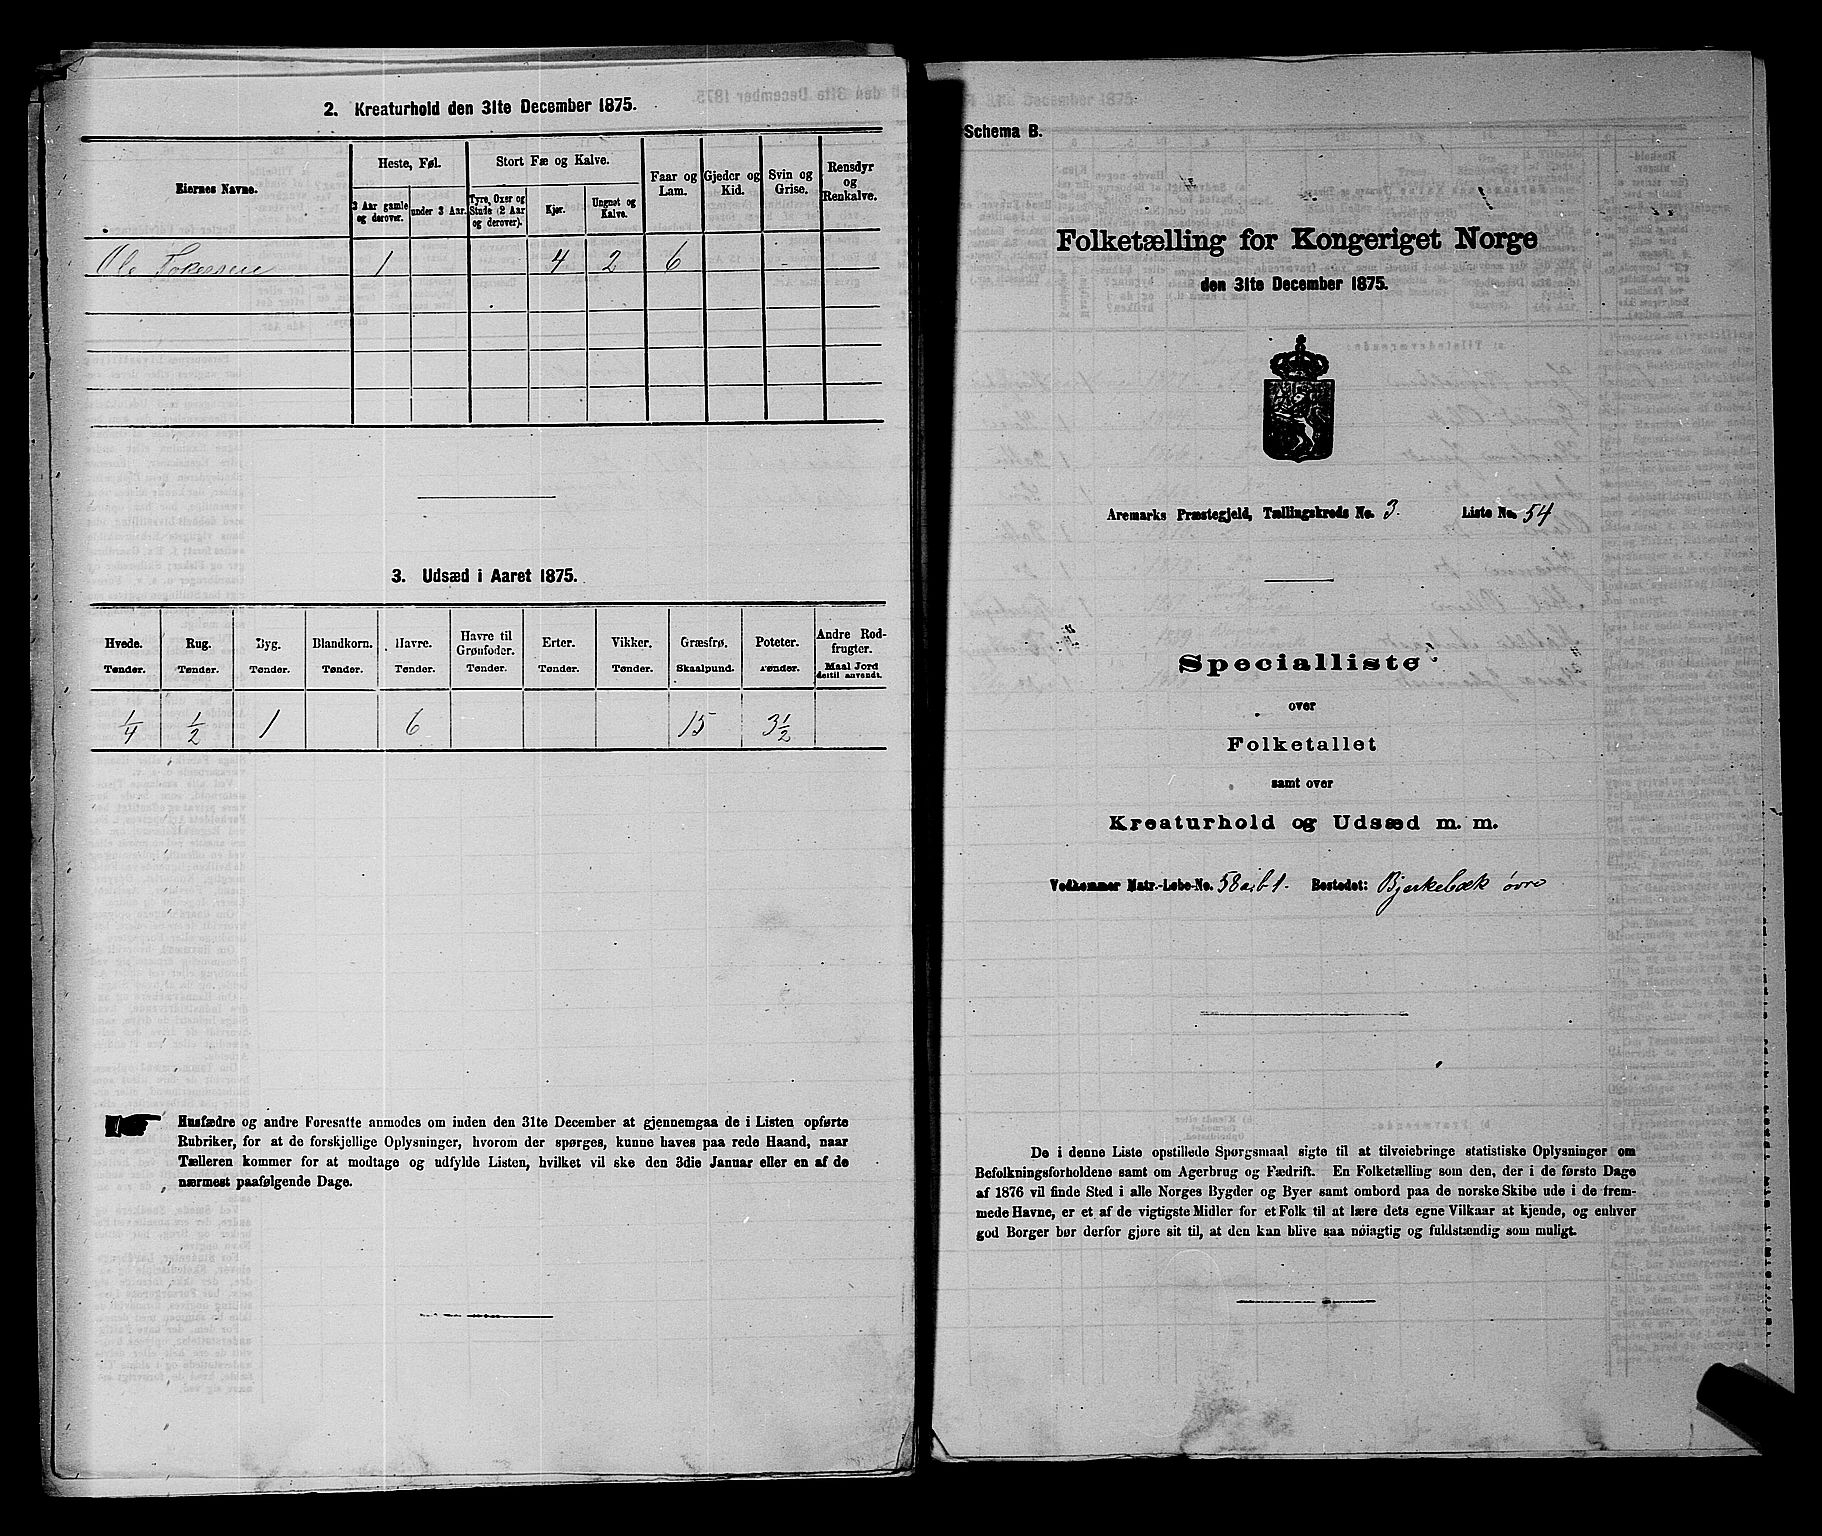 2. Kreaturhold den 31te December 1875.
Eiernes Navne.
Heste, Føl.
3 Aar gamle og derover.
under 3 Aar.
Stort Fæ og Kalve.
Tyre, Oxer og Stude (2 Aar og derover).
Kjør.
Ungnøt og Kalve.
Faar og Lam.
Gjeder og Kid.
Svin og Grise.
Rensdyr og Renkalve.
Ole 1 4 2 6
3. Udsæd i Aaret 1875.
Hvede. Rug. Byg. Blandkorn. Havre. Havre til Grønfoder. Erter. Vikker. Græsfrø. Poteter. Andre Rodfrugter.
Tønder. Tønder. Tønder. Tønder. Tønder. Tønder. Tønder. Tønder. Skaalpund. Tønder. Maal Jord dertil anvendt.
1/4 1/2 1 6 15 3 1/2
Husfædre og andre Foresatte anmodes om inden den 31te December at gjennemgaa de i Listen opførte
Rubriker, for at de forskjellige Oplysninger, hvorom der spørges, kunne haves paa rede Haand, naar
Tælleren kommer for at modtage og udfylde Listen, hvilket vil ske den 3die Januar eller en af de
nærmest paafølgende Dage.
Schema B.
Folketælling for Kongeriget Norge
den 31te December 1875.
Aremarks Præstegjeld, Tællingskreds No. 3. Liste No. 54
Specialliste
over
Folketallet
samt over
Kreaturhold og Udsæd m. m.
Vedkommer Matr.-Løbe-No. 58a.b1. Bostedet: Bjerkebæk øvre
De i denne Liste opstillede Spørgsmaal sigte til at tilveiebringe statistiske Oplysninger om
Befolkningsforholdene samt om Agerbrug og Fædrift. En Folketælling som den, der i de første Dage
af 1876 vil finde Sted i alle Norges Bygder og Byer samt ombord paa de norske Skibe ude i de frem-
mede Havne, er et af de vigtigste Midler for et Folk til at lære dets egne Vilkaar at kjende, og enhver
god Borger bør derfor gjøre sit til, at den kan blive saa nøiagtig og fuldstændig som muligt.